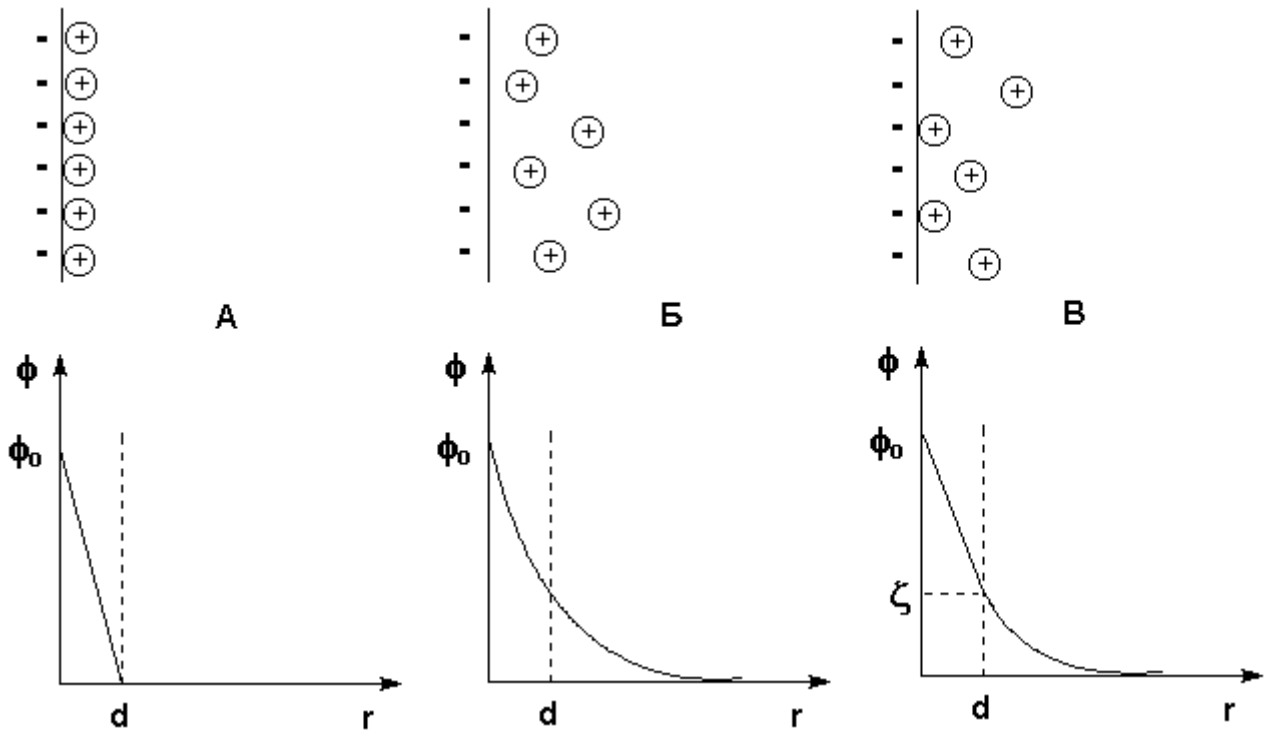 - + - + - +
- + - + - +
- + - + - +
- + - + - +
- + - + - +
- + - + - +
А Б В
ϕ ϕ ϕ
ϕ₀ ϕ₀ ϕ₀
ζ
d r d r d r